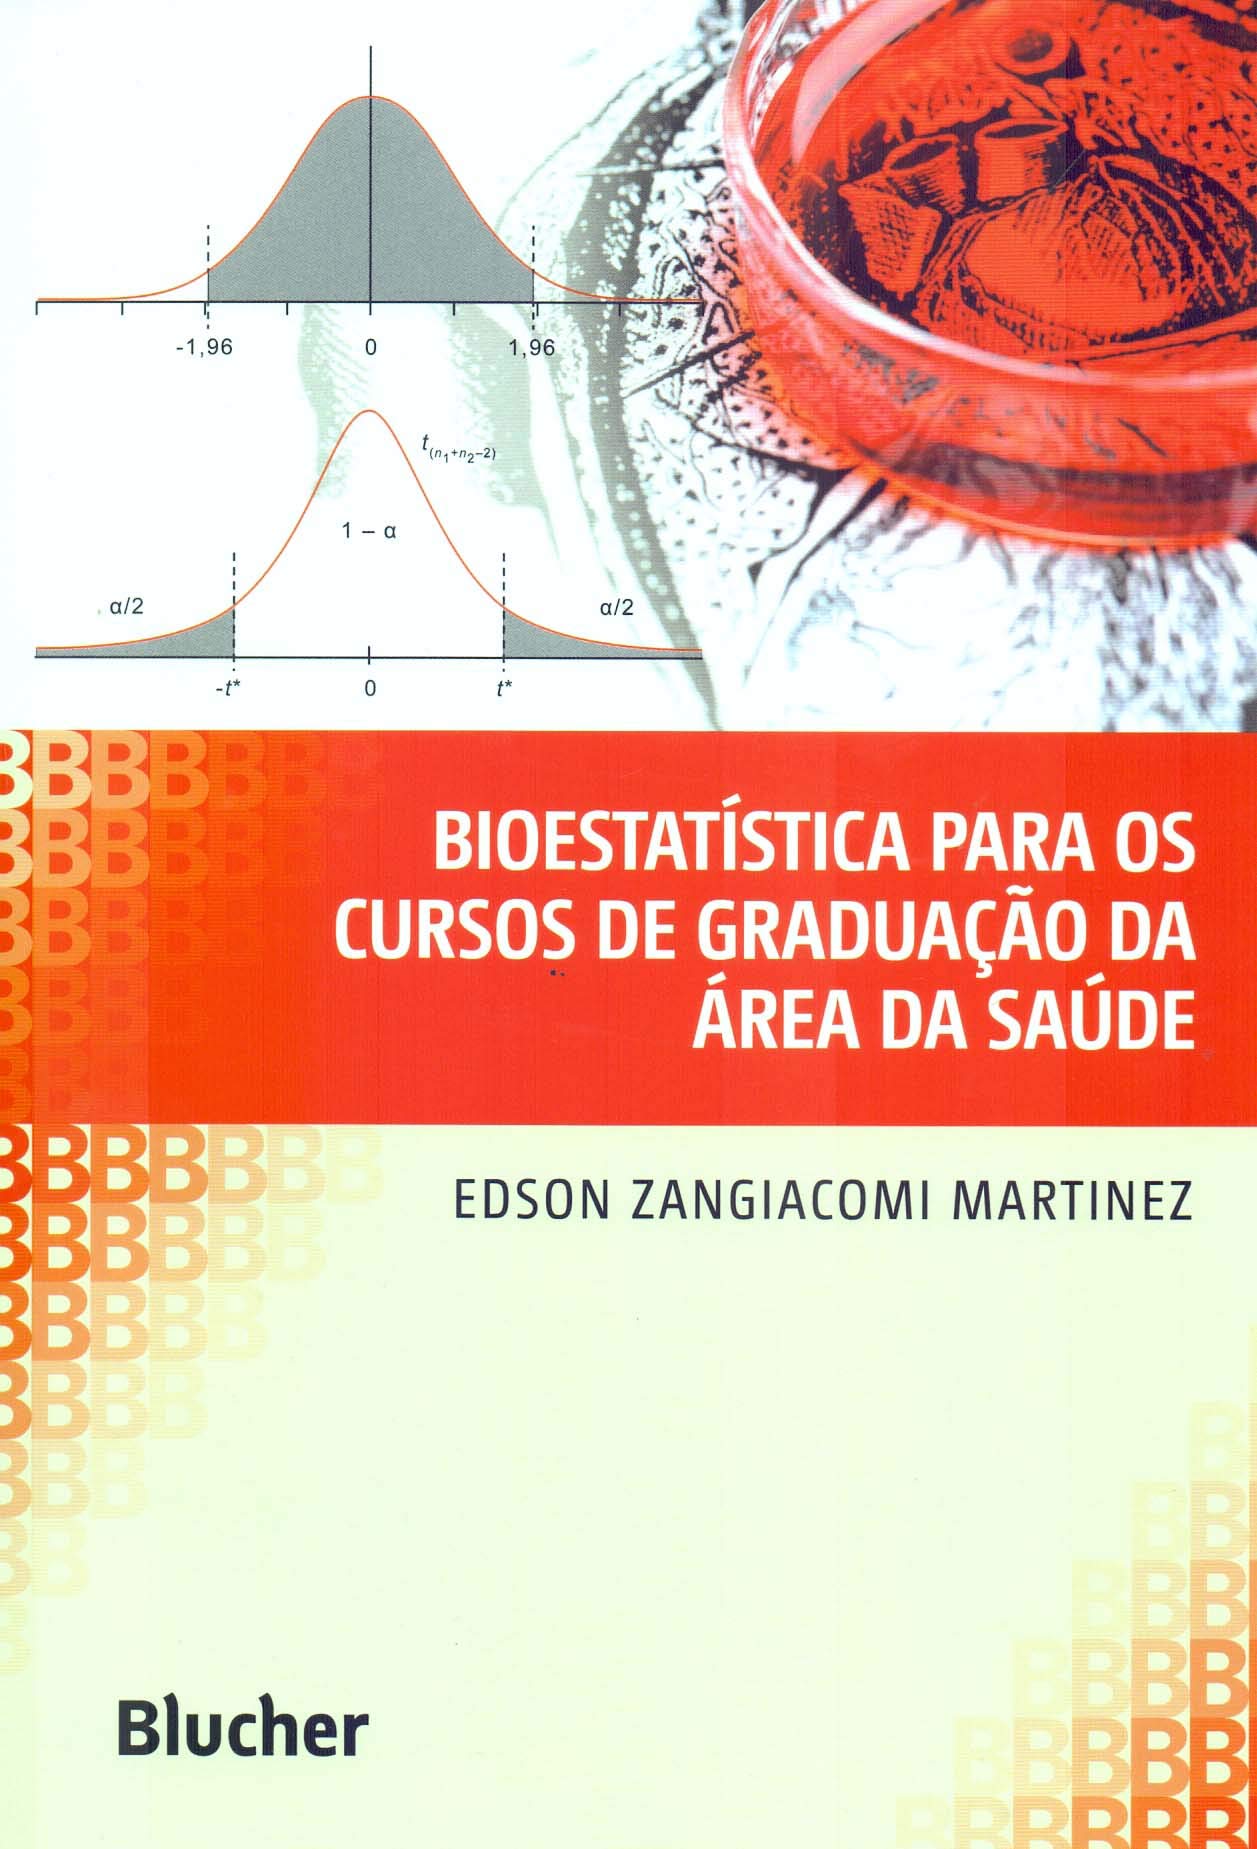 -1,96 0 1,96
t(n1+n2–2)
1 – α
α/2 α/2
-t* 0 t*
BIOESTATÍSTICA PARA OS
CURSOS DE GRADUAÇÃO DA
ÁREA DA SAÚDE
EDSON ZANGIACOMI MARTINEZ
Blucher